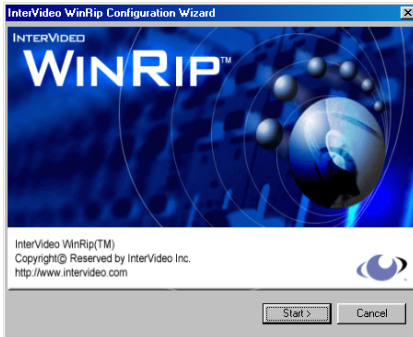 InterVideo WinRip Configuration Wizard
INTERVIDEO
WINRIP™
InterVideo WinRip(TM)
Copyright© Reserved by InterVideo Inc.
http://www.intervideo.com
Start >
Cancel